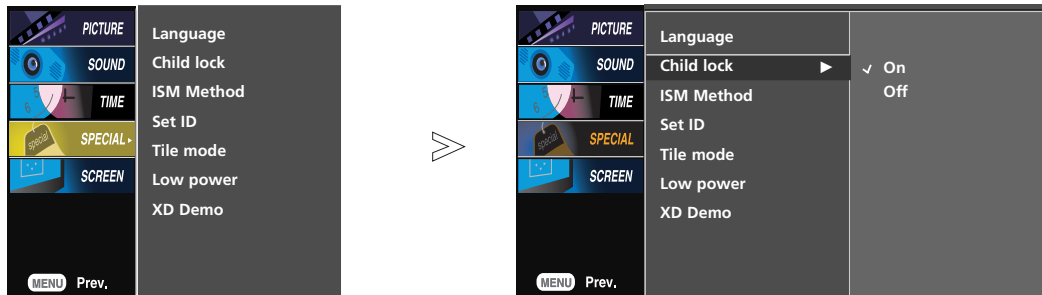 PICTURE
SOUND
TIME
SPECIAL
SCREEN
MENU Prev.
special
Language
Child lock
ISM Method
Set ID
Tile mode
Low power
XD Demo
PICTURE
SOUND
TIME
SPECIAL
SCREEN
MENU Prev.
special
Language
Child lock
ISM Method
Set ID
Tile mode
Low power
XD Demo
✓ On
Off